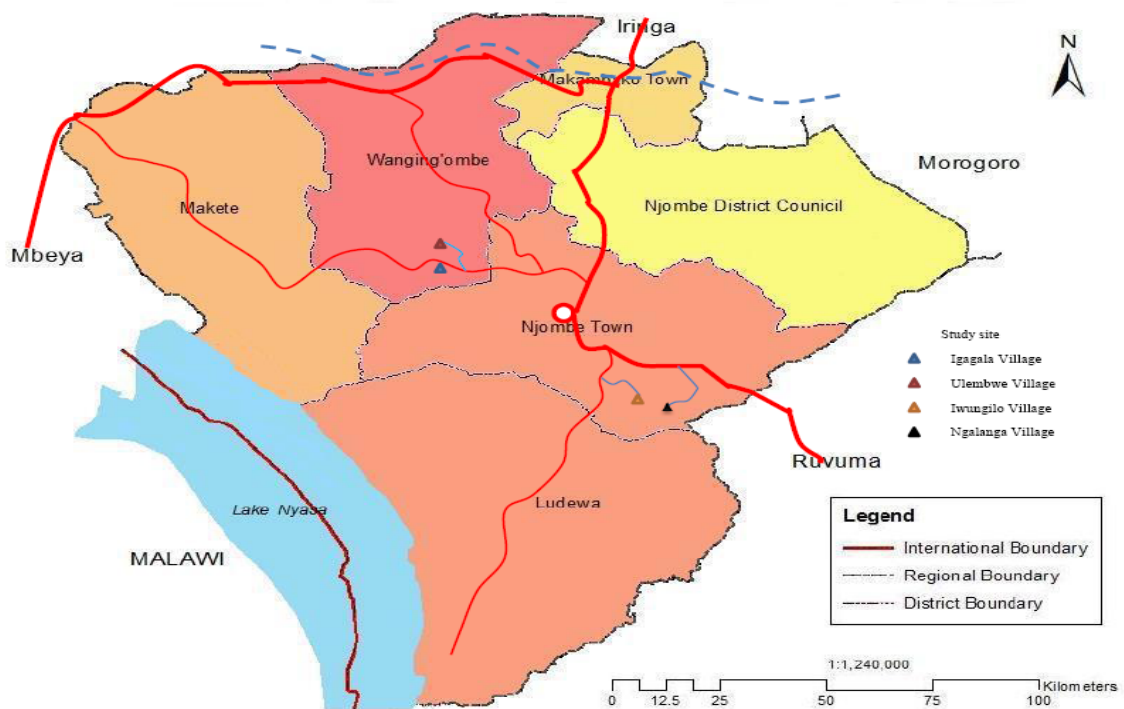 Iringa
N
Makambako Town
Wanging'ombe
Morogoro
Makete
Njombe District Counicil
Mbeya
Njombe Town
Study site
Igagala Village
Ulembwe Village
Iwungilo Village
Ngalanga Village
Ruvuma
Lake Nyasa
Ludewa
MALAWI
Legend
International Boundary
Regional Boundary
District Boundary
1:1,240,000
Kilometers
0 12.5 25 50 75 100